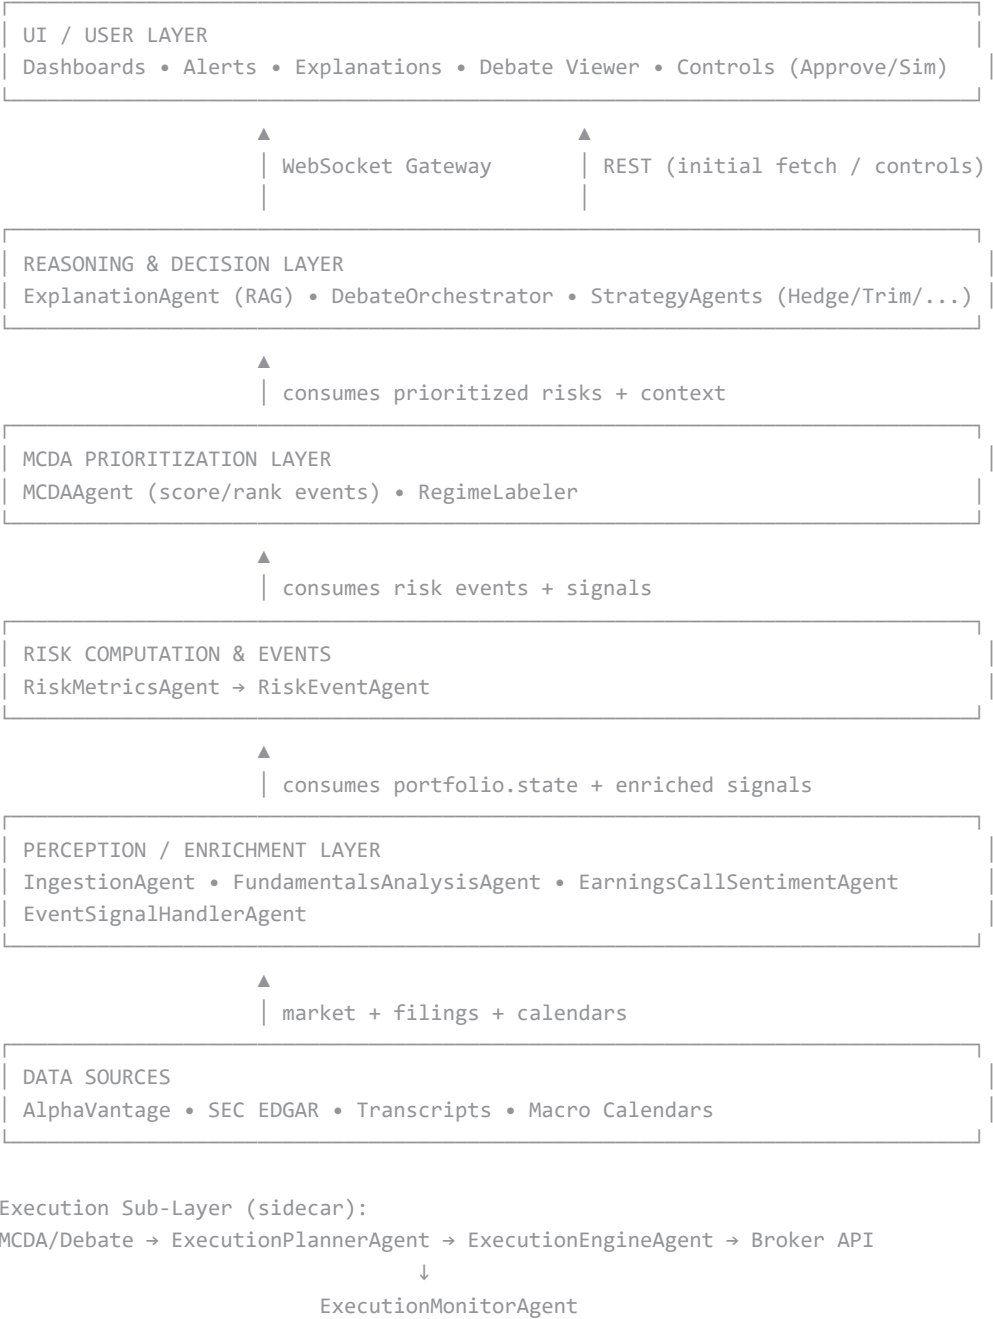 UI / USER LAYER
Dashboards • Alerts • Explanations • Debate Viewer • Controls (Approve/Sim)
▲ ▲
WebSocket Gateway │ REST (initial fetch / controls)
REASONING & DECISION LAYER
ExplanationAgent (RAG) • DebateOrchestrator • StrategyAgents (Hedge/Trim/...)
▲
consumes prioritized risks + context
MCDA PRIORITIZATION LAYER
MCDAAgent (score/rank events) • RegimeLabeler
▲
consumes risk events + signals
RISK COMPUTATION & EVENTS
RiskMetricsAgent → RiskEventAgent
▲
consumes portfolio.state + enriched signals
PERCEPTION / ENRICHMENT LAYER
IngestionAgent • FundamentalsAnalysisAgent • EarningsCallSentimentAgent
EventSignalHandlerAgent
▲
market + filings + calendars
DATA SOURCES
AlphaVantage • SEC EDGAR • Transcripts • Macro Calendars
Execution Sub-Layer (sidecar):
MCDA/Debate → ExecutionPlannerAgent → ExecutionEngineAgent → Broker API
↓
ExecutionMonitorAgent